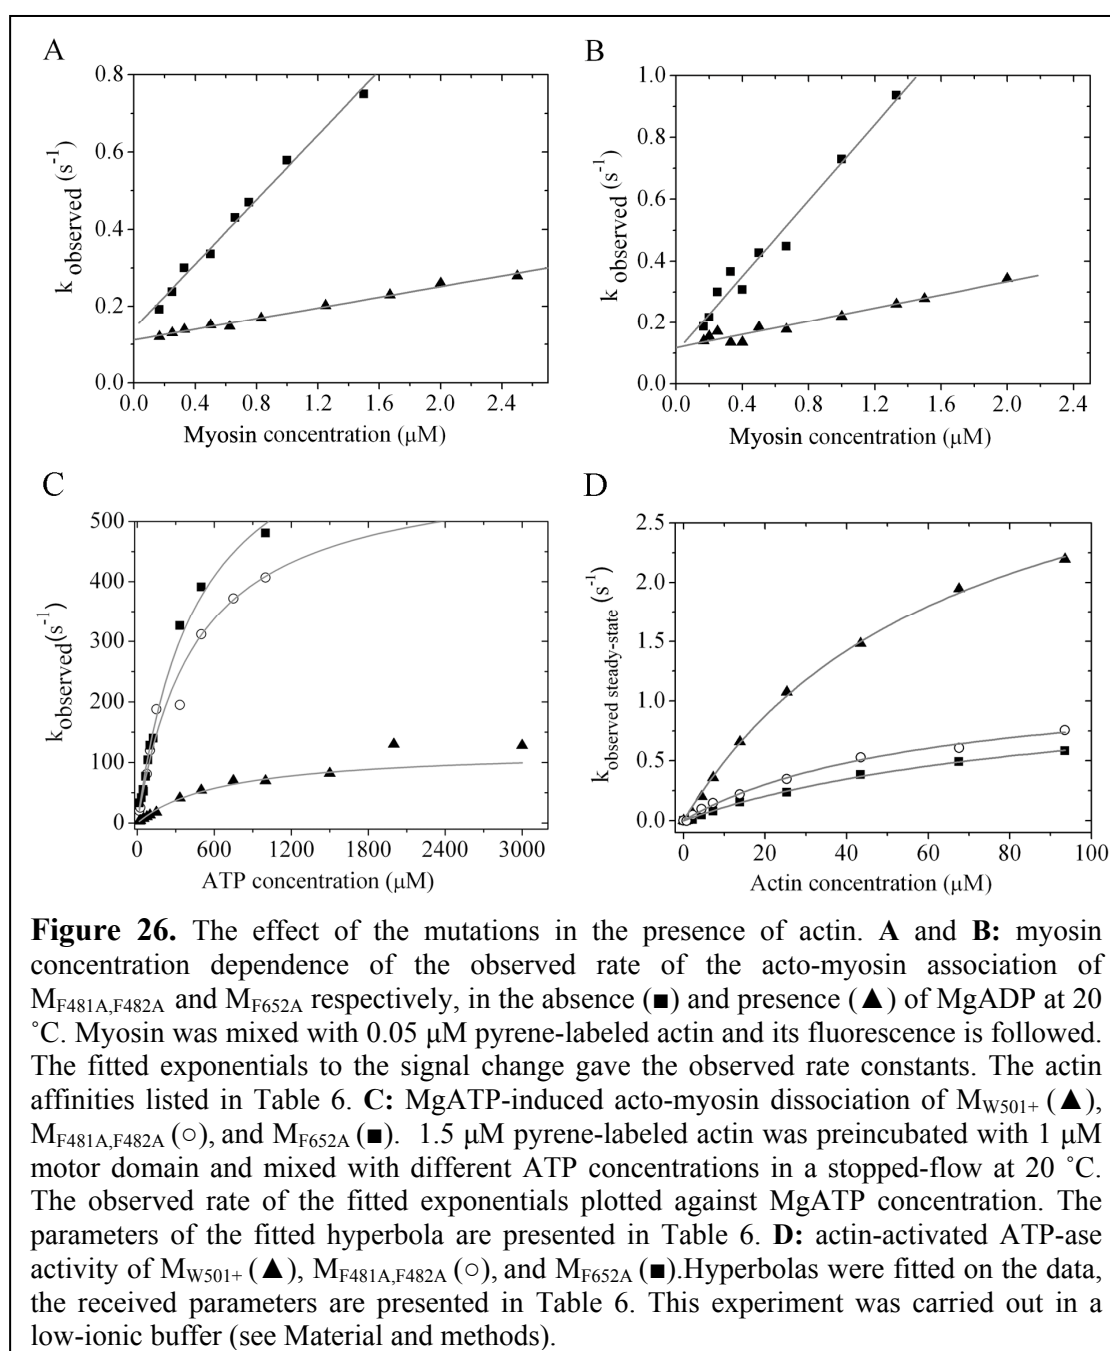 A
B
0.8
0.6
0.4
0.2
0.0
k observed (s-1)
0.0 0.4 0.8 1.2 1.6 2.0 2.4
Myosin concentration (μM)
1.0
0.8
0.6
0.4
0.2
0.0
k observed (s-1)
0.0 0.4 0.8 1.2 1.6 2.0 2.4
Myosin concentration (μM)
C
D
500
400
300
200
100
0
kobserved(s-1)
0 600 1200 1800 2400 3000
ATP concentration (μM)
2.5
2.0
1.5
1.0
0.5
0.0
kobserved steady-state (s-1)
0 20 40 60 80 100
Actin concentration (μM)
Figure 26. The effect of the mutations in the presence of actin. A and B: myosin
concentration dependence of the observed rate of the acto-myosin association of
MF481A,F482A and MF652A respectively, in the absence (■) and presence (▲) of MgADP at 20
˚C. Myosin was mixed with 0.05 μM pyrene-labeled actin and its fluorescence is followed.
The fitted exponentials to the signal change gave the observed rate constants. The actin
affinities listed in Table 6. C: MgATP-induced acto-myosin dissociation of MW501+ (▲),
MF481A,F482A (○), and MF652A (■). 1.5 μM pyrene-labeled actin was preincubated with 1 μM
motor domain and mixed with different ATP concentrations in a stopped-flow at 20 ˚C.
The observed rate of the fitted exponentials plotted against MgATP concentration. The
parameters of the fitted hyperbola are presented in Table 6. D: actin-activated ATP-ase
activity of MW501+ (▲), MF481A,F482A (○), and MF652A (■).Hyperbolas were fitted on the data,
the received parameters are presented in Table 6. This experiment was carried out in a
low-ionic buffer (see Material and methods).